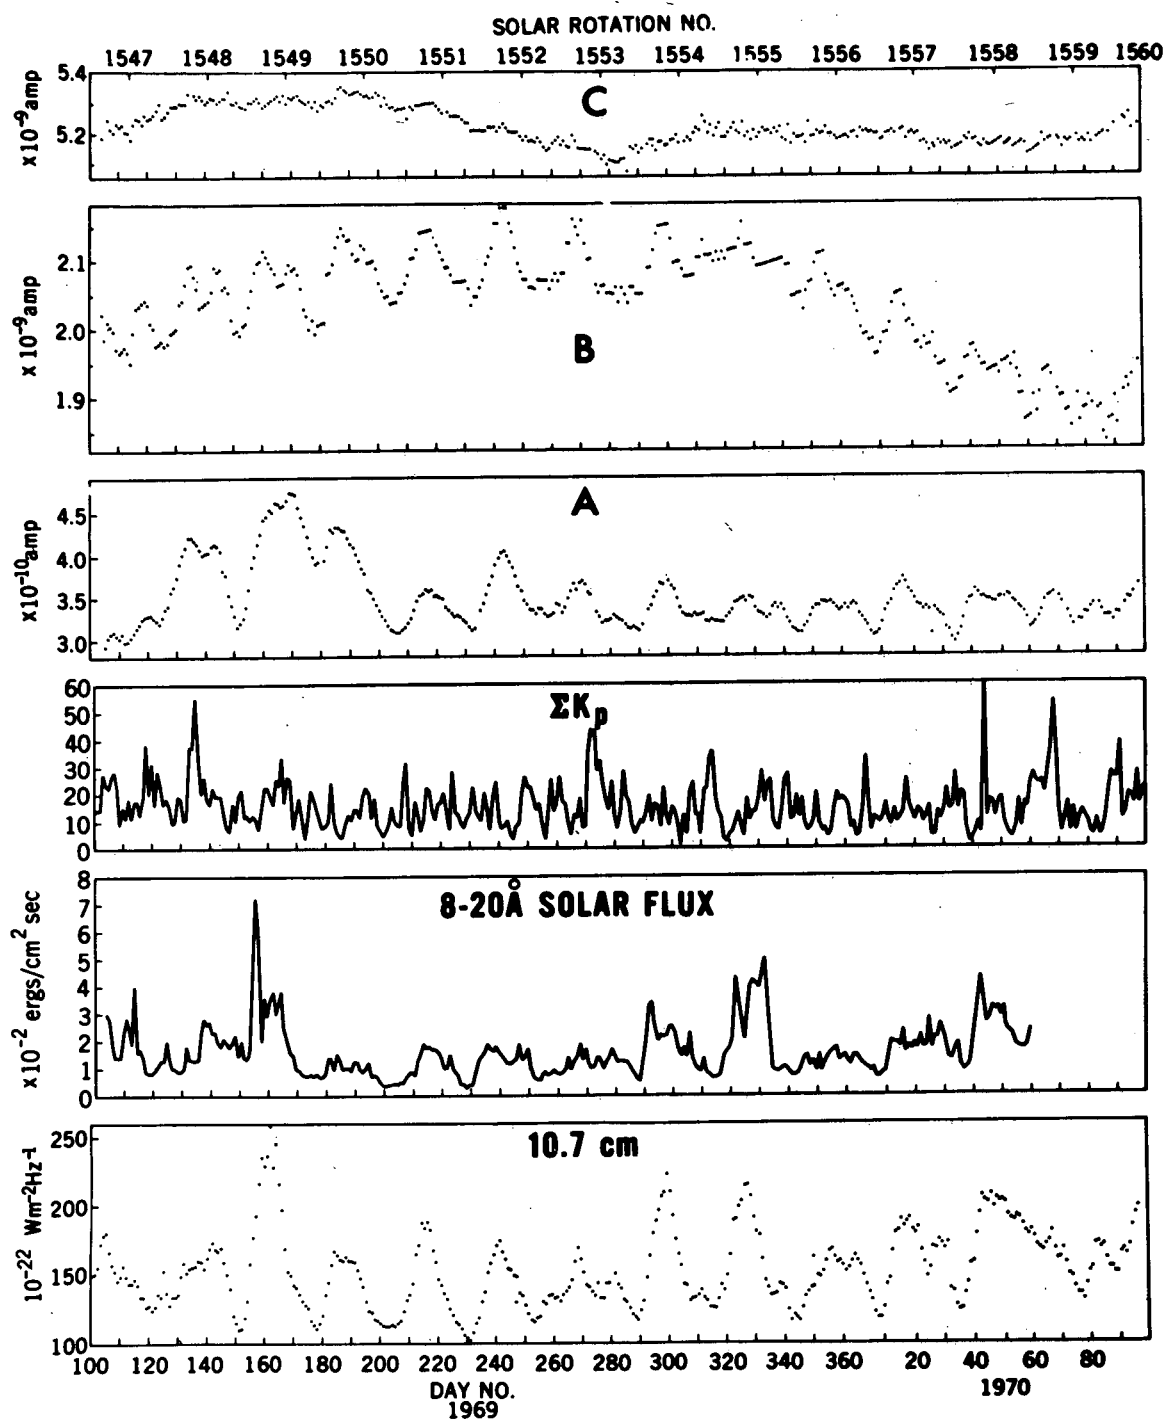 SOLAR ROTATION NO.
1547 1548 1549 1550 1551 1552 1553 1554 1555 1556 1557 1558 1559 1560
5.4
5.2
x10-9amp
C
2.1
2.0
1.9
x10-9amp
B
4.5
4.0
3.5
3.0
x10-10amp
A
60
50
40
30
20
10
0
ΣKp
8
7
6
5
4
3
2
1
0
x10-2 ergs/cm2 sec
8-20Å SOLAR FLUX
250
200
150
100
10-22 Wm-2Hz-1
10.7 cm
100 120 140 160 180 200 220 240 260 280 300 320 340 360 20 40 60 80
DAY NO.
1969
1970